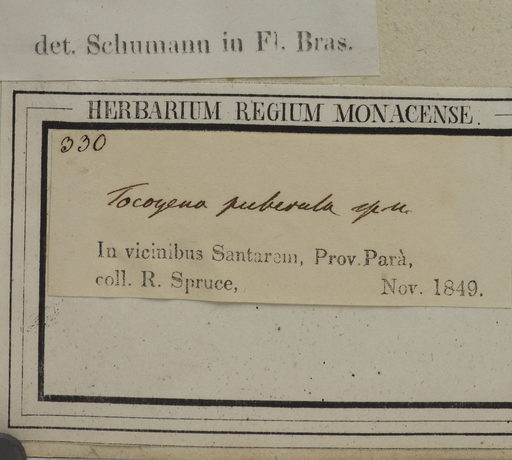 det. Schumann in Fl. Bras.
HERBARIUM REGIUM MONACENSE.
330
Tocoyena puberula sp. n.
In vicinibus Santarem, Prov. Parà,
coll. R. Spruce, Nov. 1849.